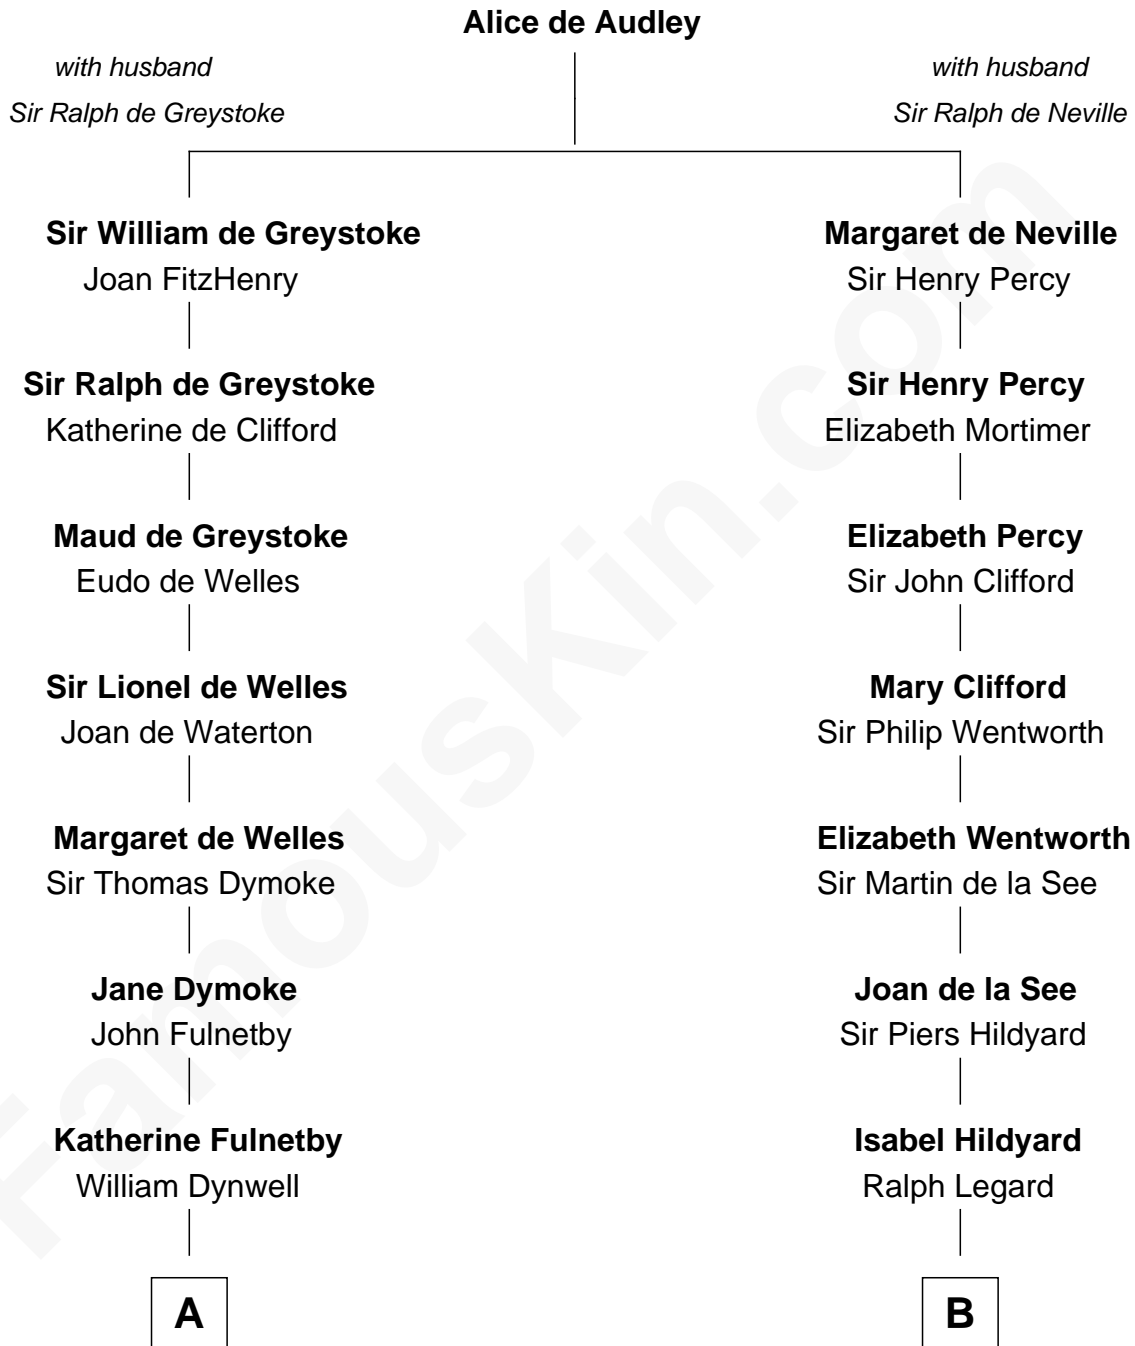 Alice de Audley
with husband
Sir Ralph de Greystoke
with husband
Sir Ralph de Neville
Sir William de Greystoke
Joan FitzHenry
Sir Ralph de Greystoke
Katherine de Clifford
Maud de Greystoke
Eudo de Welles
Sir Lionel de Welles
Joan de Waterton
Margaret de Welles
Sir Thomas Dymoke
Jane Dymoke
John Fulnetby
Katherine Fulnetby
William Dynwell
A
Margaret de Neville
Sir Henry Percy
Sir Henry Percy
Elizabeth Mortimer
Elizabeth Percy
Sir John Clifford
Mary Clifford
Sir Philip Wentworth
Elizabeth Wentworth
Sir Martin de la See
Joan de la See
Sir Piers Hildyard
Isabel Hildyard
Ralph Legard
B
FamousKin.com